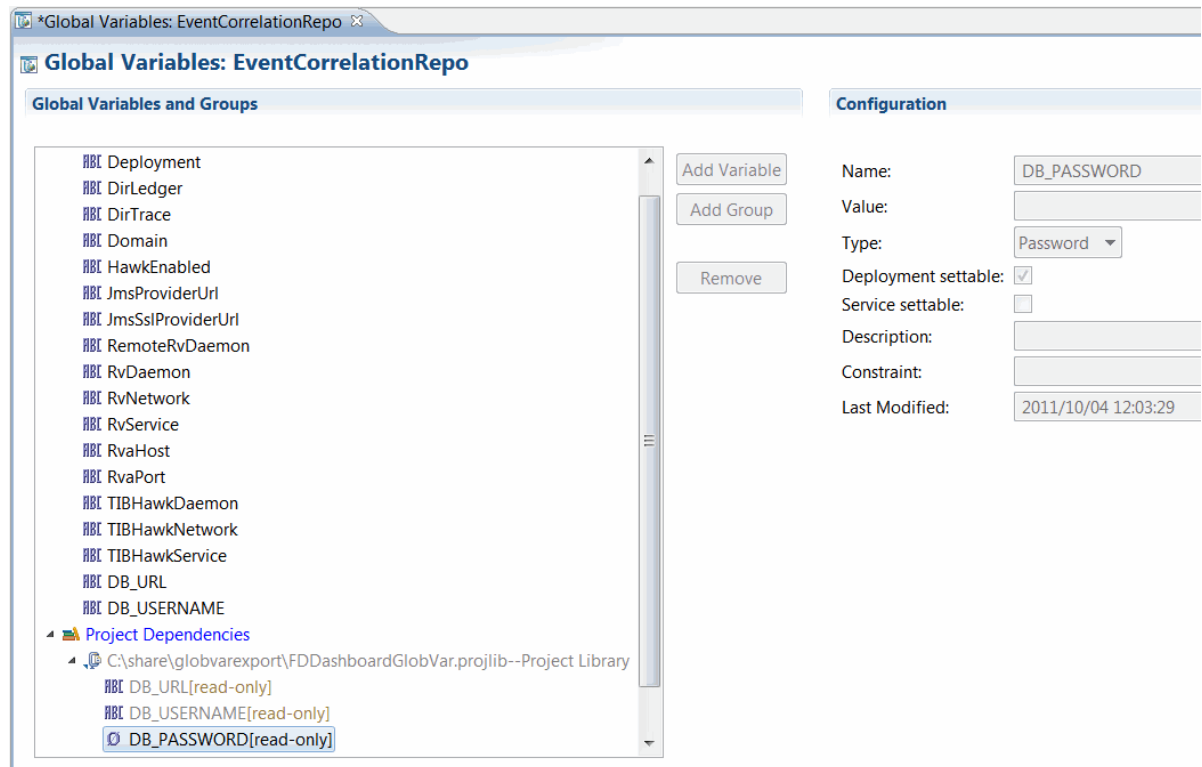 *Global Variables: EventCorrelationRepo
Global Variables: EventCorrelationRepo
Global Variables and Groups
Deployment
DirLedger
DirTrace
Domain
HawkEnabled
JmsProviderUrl
JmsSslProviderUrl
RemoteRvDaemon
RvDaemon
RvNetwork
RvService
RvaHost
RvaPort
TIBHawkDaemon
TIBHawkNetwork
TIBHawkService
DB_URL
DB_USERNAME
Project Dependencies
C:\share\globvarexport\FDDashboardGlobVar.projlib--Project Library
DB_URL[read-only]
DB_USERNAME[read-only]
DB_PASSWORD[read-only]
Add Variable
Add Group
Remove
Configuration
Name: DB_PASSWORD
Value:
Type: Password
Deployment settable:
Service settable:
Description:
Constraint:
Last Modified: 2011/10/04 12:03:29